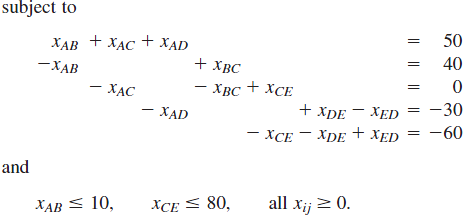 subject to
x_AB + x_AC + x_AD = 50
−x_AB + x_BC = 40
− x_AC − x_BC + x_CE = 0
− x_AD + x_DE − x_ED = −30
− x_CE − x_DE + x_ED = −60
and
x_AB ≤ 10, x_CE ≤ 80, all x_ij ≥ 0.